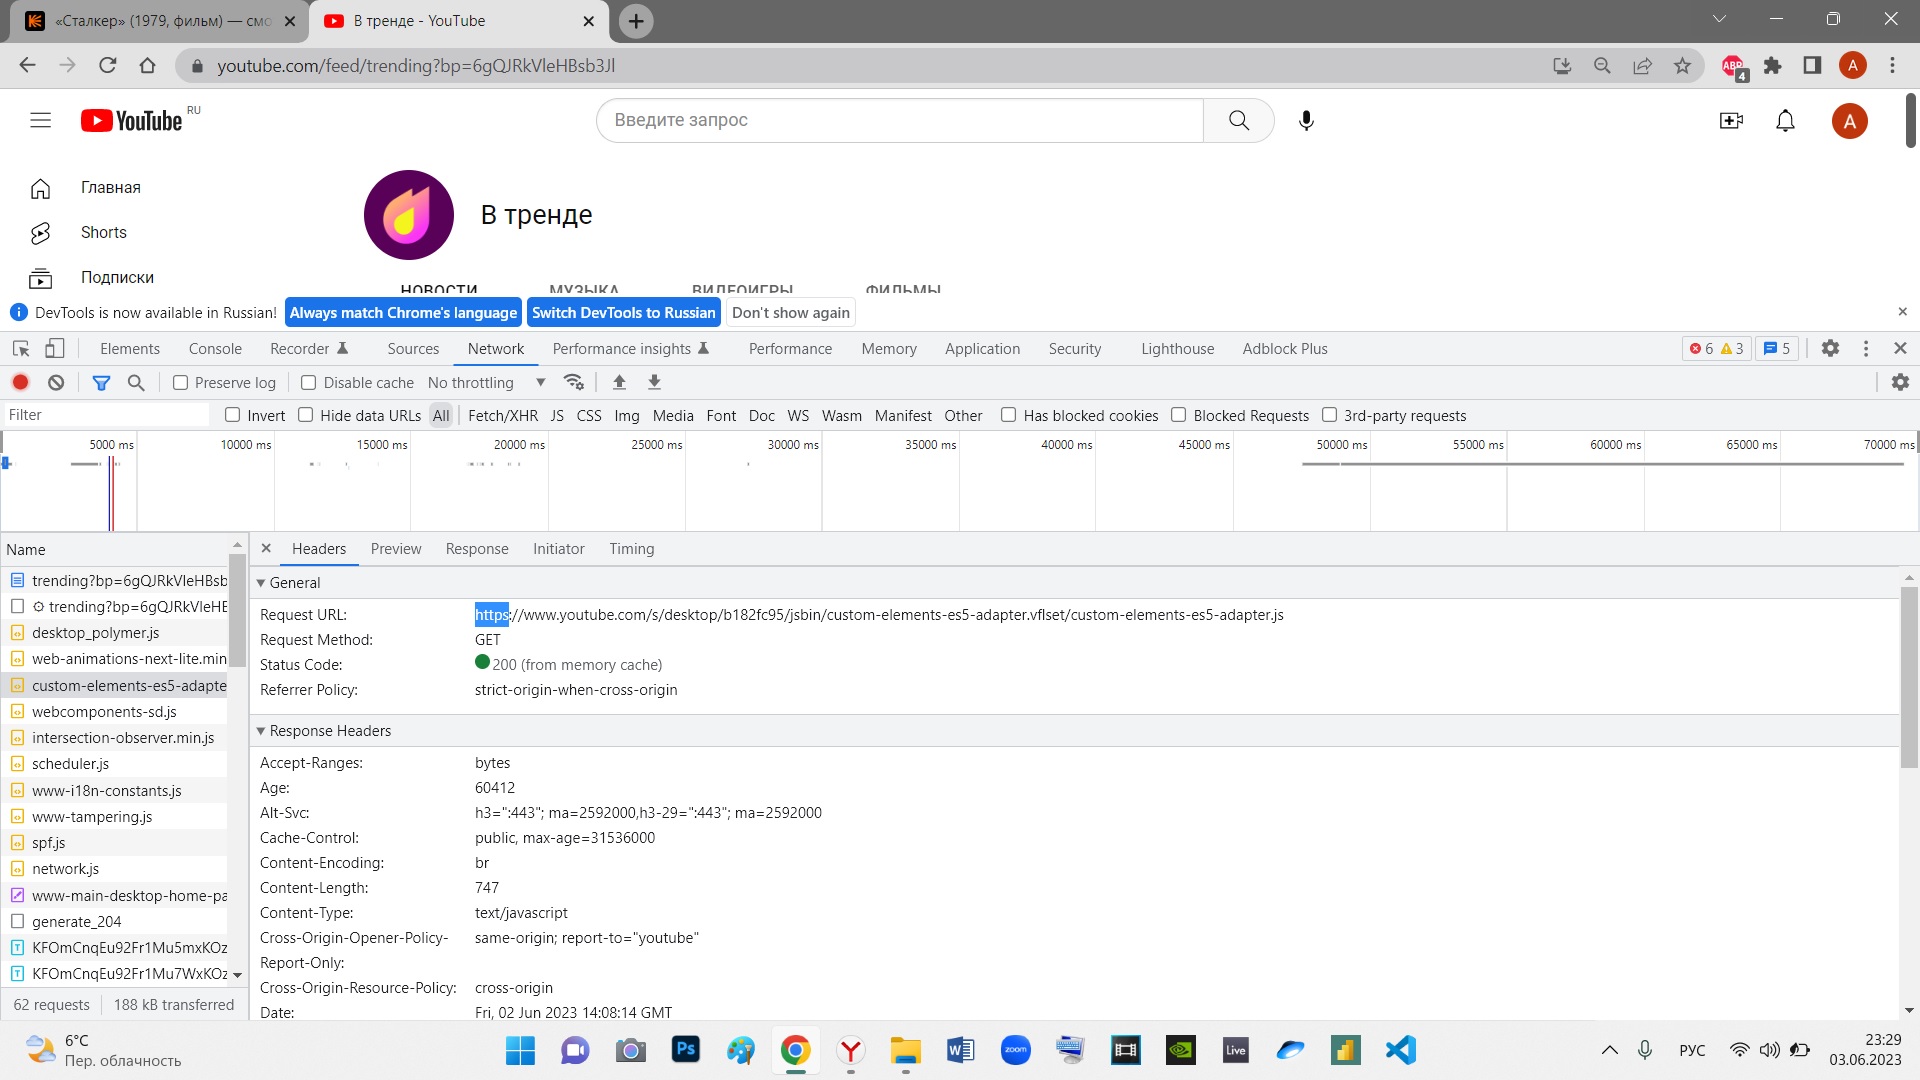 «Сталкер» (1979, фильм) — смо
В тренде - YouTube
youtube.com/feed/trending?bp=6gQJRkVleHBsb3Jl
ABP 4
A
YouTube RU
Введите запрос
A
Главная
Shorts
Подписки
В тренде
НОВОСТИ МУЗЫКА ВИДЕОИГРЫ ФИЛЬМЫ
DevTools is now available in Russian! Always match Chrome's language Switch DevTools to Russian Don't show again
Elements Console Recorder Sources Network Performance insights Performance Memory Application Security Lighthouse Adblock Plus 6 3 5
Preserve log Disable cache No throttling
Filter Invert Hide data URLs All Fetch/XHR JS CSS Img Media Font Doc WS Wasm Manifest Other Has blocked cookies Blocked Requests 3rd-party requests
5000 ms 10000 ms 15000 ms 20000 ms 25000 ms 30000 ms 35000 ms 40000 ms 45000 ms 50000 ms 55000 ms 60000 ms 65000 ms 70000 ms
Name
trending?bp=6gQJRkVleHBsb
trending?bp=6gQJRkVleHE
desktop_polymer.js
web-animations-next-lite.min
custom-elements-es5-adapte
webcomponents-sd.js
intersection-observer.min.js
scheduler.js
www-i18n-constants.js
www-tampering.js
spf.js
network.js
www-main-desktop-home-pa
generate_204
KFOmCnqEu92Fr1Mu5mxKOz
KFOmCnqEu92Fr1Mu7WxKOz
62 requests 188 kB transferred
Headers Preview Response Initiator Timing
General
Request URL: https://www.youtube.com/s/desktop/b182fc95/jsbin/custom-elements-es5-adapter.vflset/custom-elements-es5-adapter.js
Request Method: GET
Status Code: 200 (from memory cache)
Referrer Policy: strict-origin-when-cross-origin
Response Headers
Accept-Ranges: bytes
Age: 60412
Alt-Svc: h3=":443"; ma=2592000,h3-29=":443"; ma=2592000
Cache-Control: public, max-age=31536000
Content-Encoding: br
Content-Length: 747
Content-Type: text/javascript
Cross-Origin-Opener-Policy- same-origin; report-to="youtube"
Report-Only:
Cross-Origin-Resource-Policy: cross-origin
Date: Fri, 02 Jun 2023 14:08:14 GMT
6°C
Пер. облачность
Ps
zoom
Live
РУС
23:29
03.06.2023